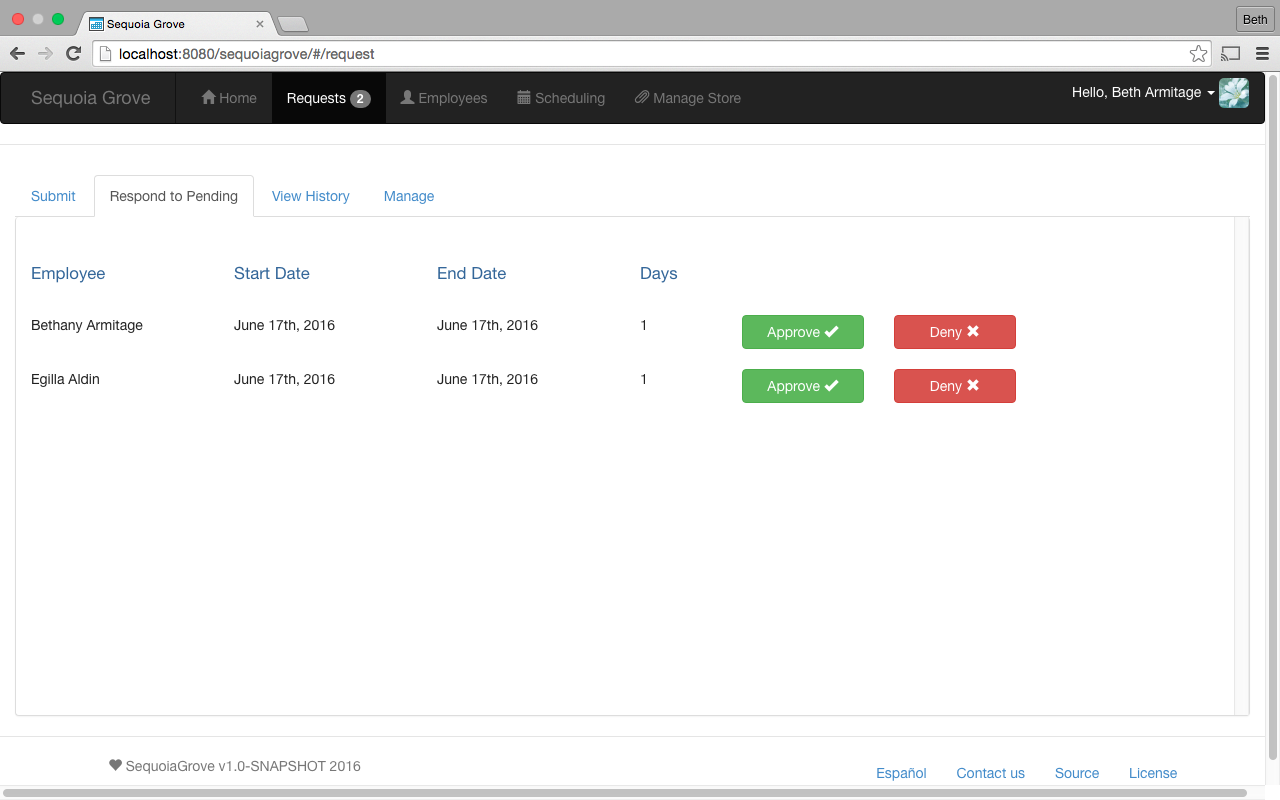 Sequoia Grove
Beth
localhost:8080/sequoiagrove/#/request
Sequoia Grove Home Requests 2 Employees Scheduling Manage Store Hello, Beth Armitage
Submit Respond to Pending View History Manage
Employee Start Date End Date Days
Bethany Armitage June 17th, 2016 June 17th, 2016 1 Approve Deny
Egilla Aldin June 17th, 2016 June 17th, 2016 1 Approve Deny
SequoiaGrove v1.0-SNAPSHOT 2016
Español Contact us Source License